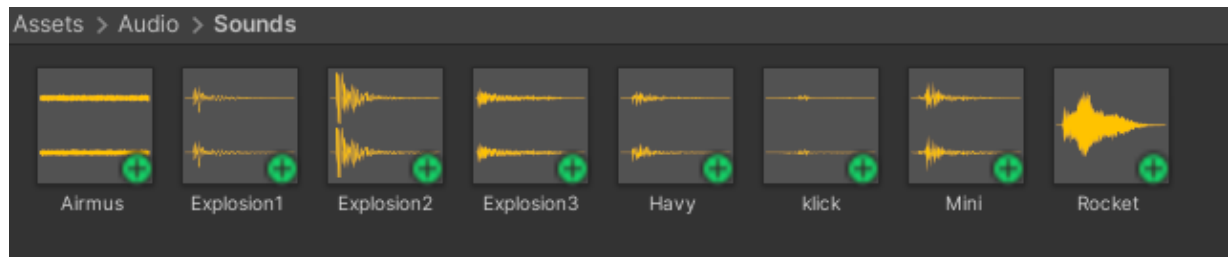 Assets > Audio > Sounds
Airmus Explosion1 Explosion2 Explosion3 Havy klick Mini Rocket